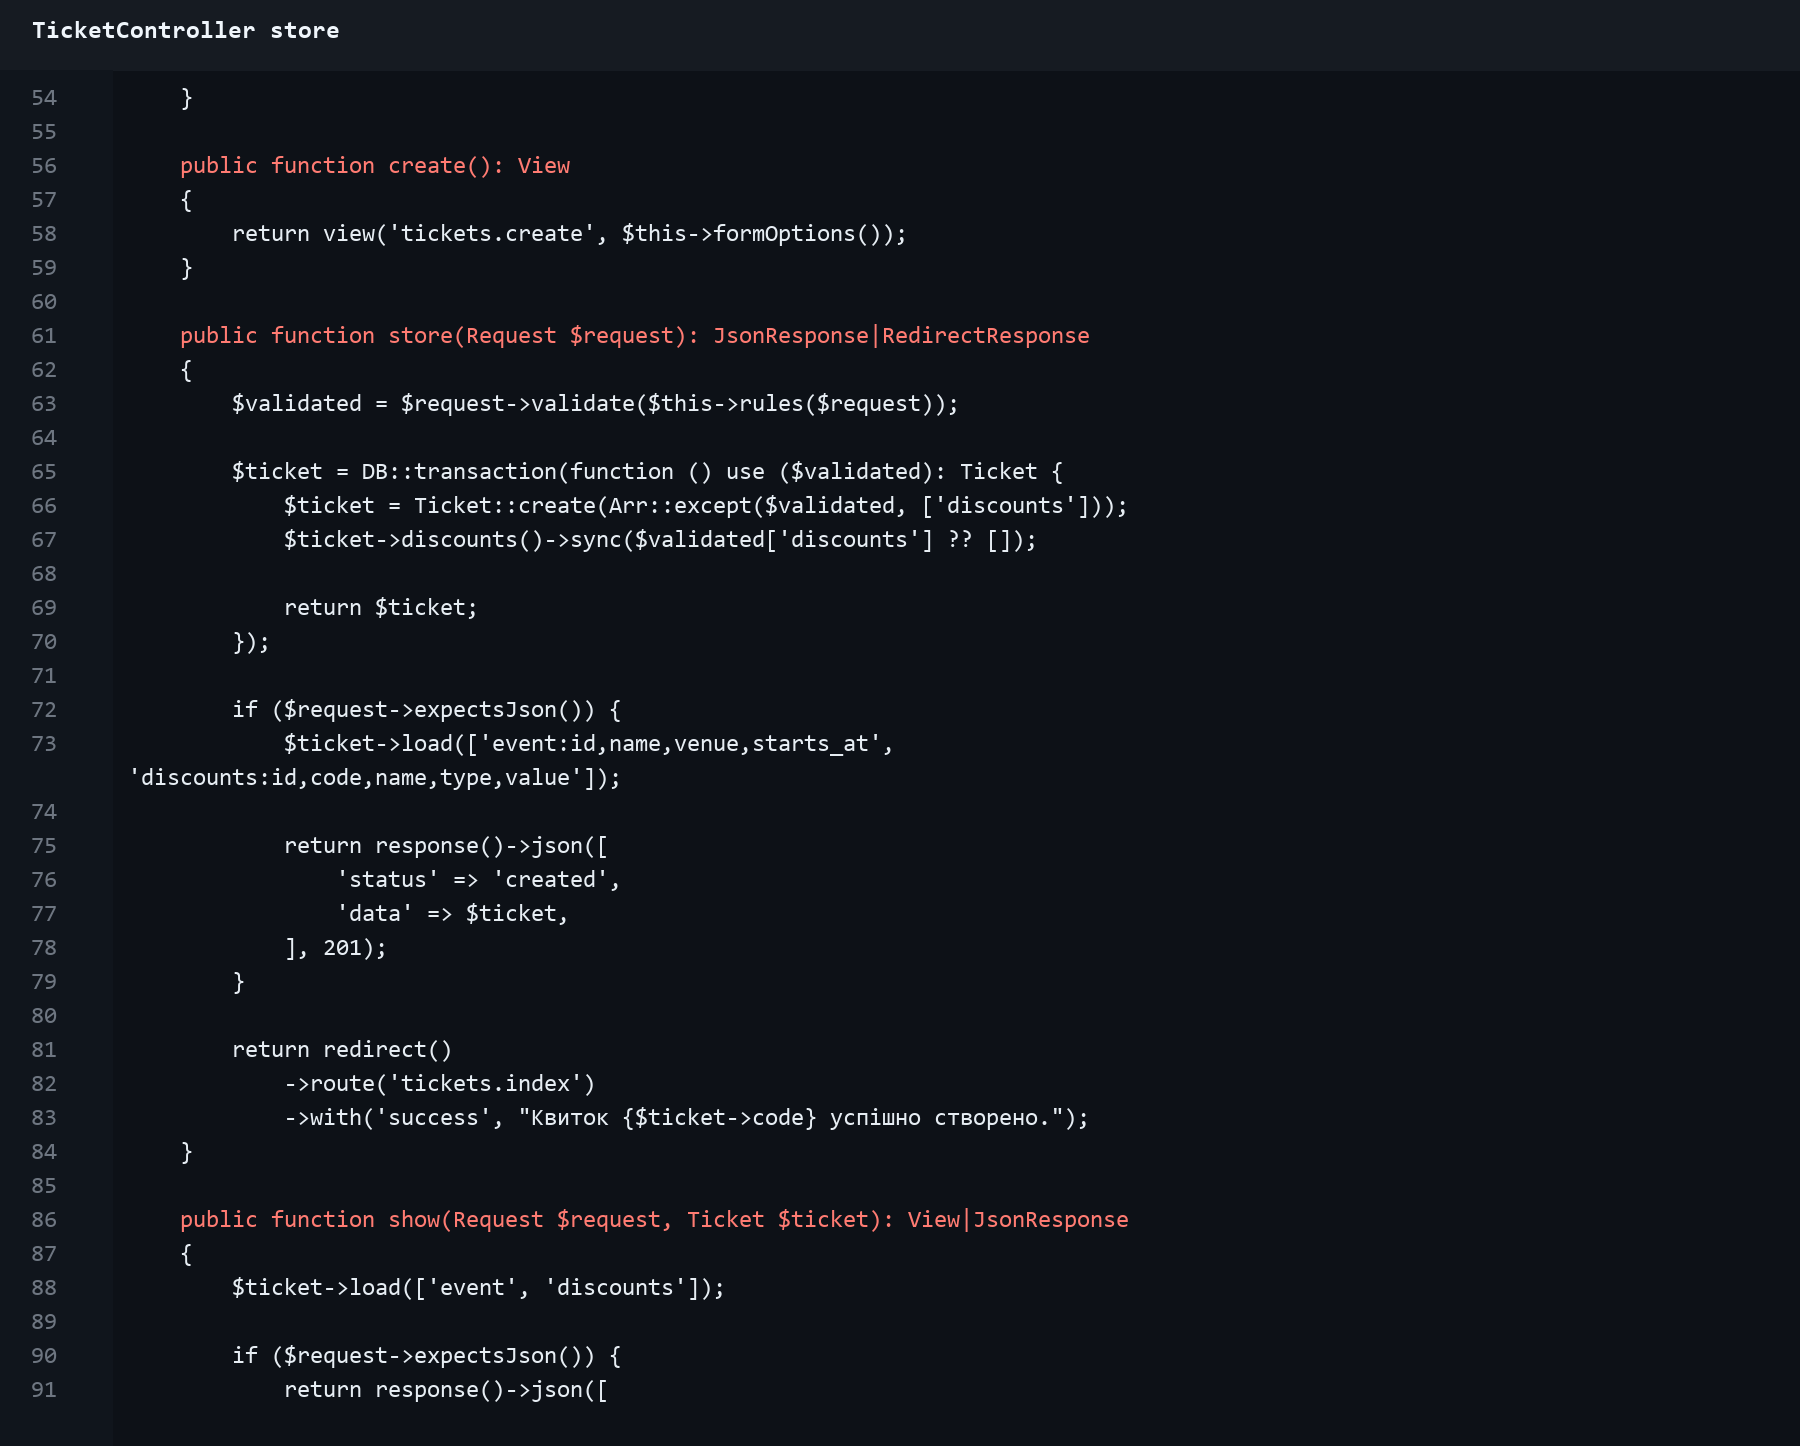 TicketController store
54     }
55
56     public function create(): View
57     {
58         return view('tickets.create', $this->formOptions());
59     }
60
61     public function store(Request $request): JsonResponse|RedirectResponse
62     {
63         $validated = $request->validate($this->rules($request));
64
65         $ticket = DB::transaction(function () use ($validated): Ticket {
66             $ticket = Ticket::create(Arr::except($validated, ['discounts']));
67             $ticket->discounts()->sync($validated['discounts'] ?? []);
68
69             return $ticket;
70         });
71
72         if ($request->expectsJson()) {
73             $ticket->load(['event:id,name,venue,starts_at',
'discounts:id,code,name,type,value']);
74
75             return response()->json([
76                 'status' => 'created',
77                 'data' => $ticket,
78             ], 201);
79         }
80
81         return redirect()
82             ->route('tickets.index')
83             ->with('success', "Квиток {$ticket->code} успішно створено.");
84     }
85
86     public function show(Request $request, Ticket $ticket): View|JsonResponse
87     {
88         $ticket->load(['event', 'discounts']);
89
90         if ($request->expectsJson()) {
91             return response()->json([